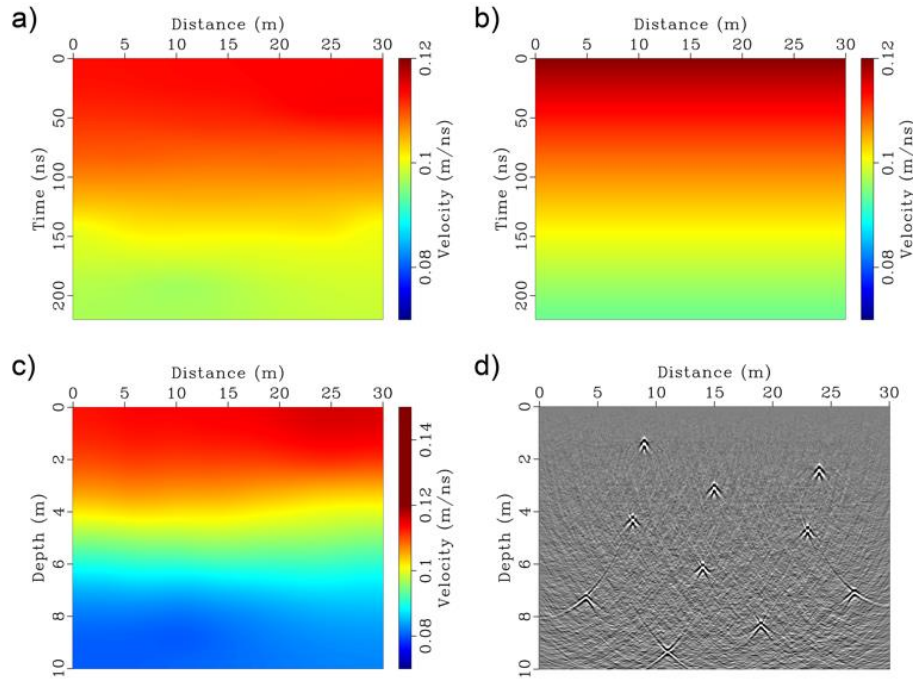 a)
Distance (m)
0 5 10 15 20 25 30
0
50
100
150
200
Time (ns)
0.12
0.1
0.08
Velocity (m/ns)
b)
Distance (m)
0 5 10 15 20 25 30
0
50
100
150
200
Time (ns)
0.12
0.1
0.08
Velocity (m/ns)
c)
Distance (m)
0 5 10 15 20 25 30
0
2
4
6
8
10
Depth (m)
0.14
0.12
0.1
0.08
Velocity (m/ns)
d)
Distance (m)
0 5 10 15 20 25 30
0
2
4
6
8
10
Depth (m)